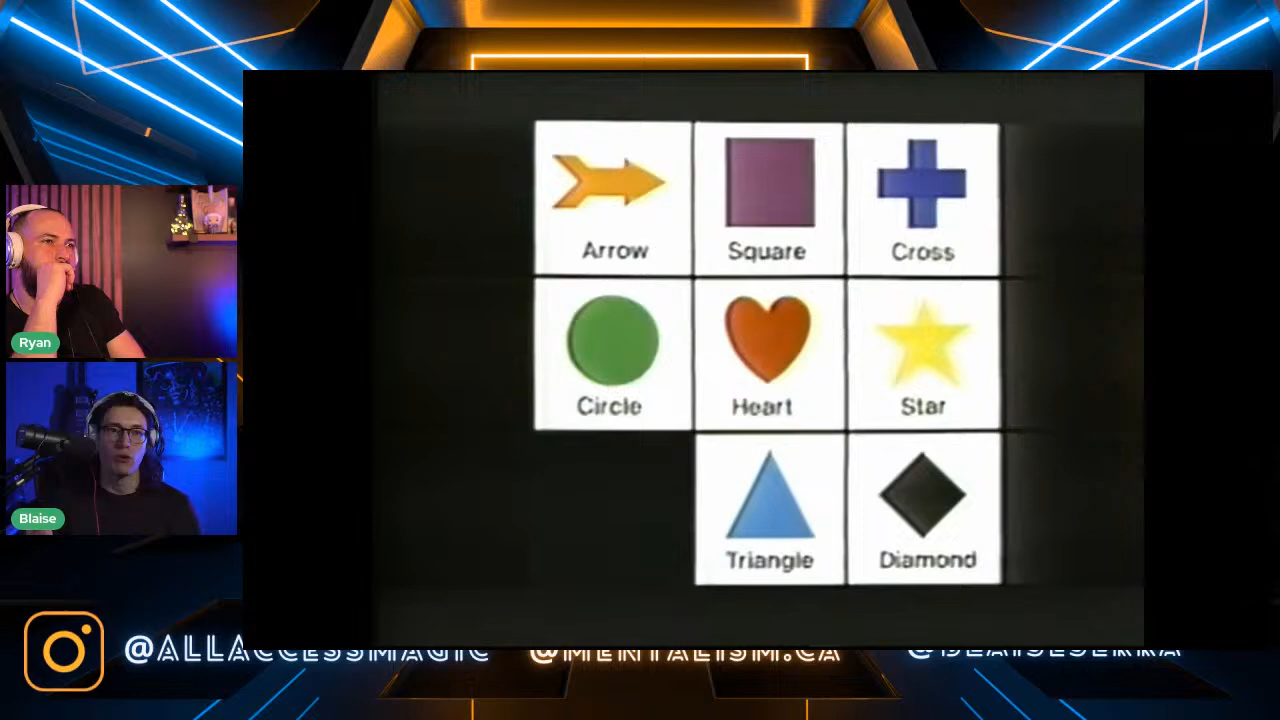 Arrow
Square
Cross
Circle
Heart
Star
Triangle
Diamond
Ryan
Blaise
@ALLACCESSMAGIC
@MENTALISM.CA